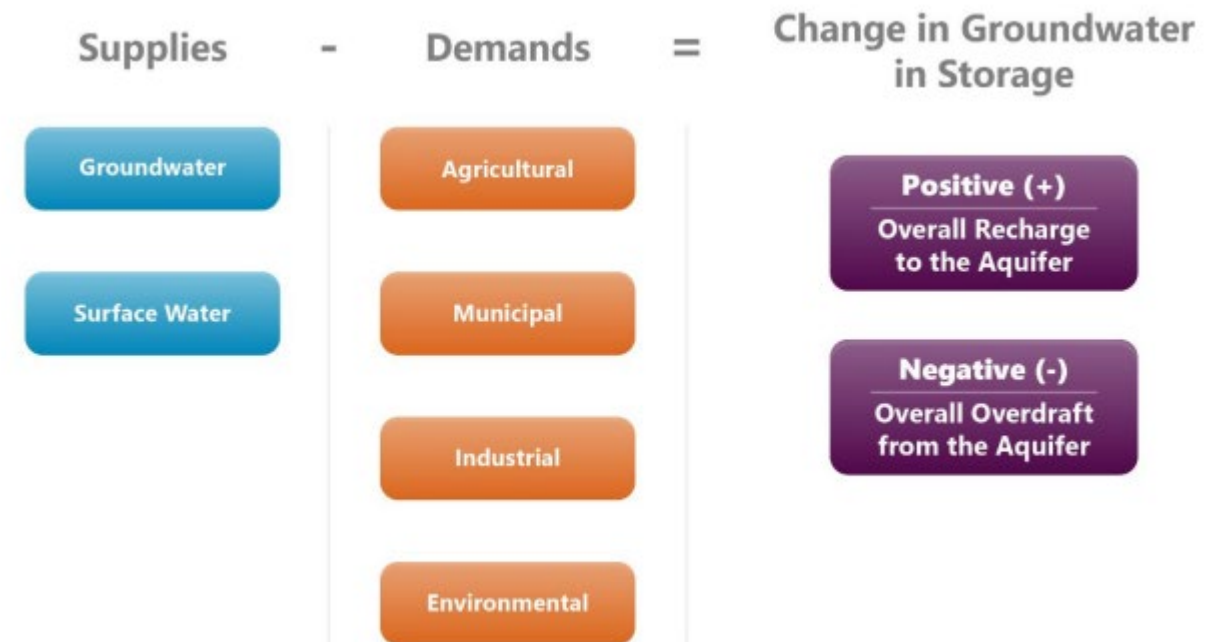 Supplies - Demands = Change in Groundwater
in Storage
Groundwater
Surface Water
Agricultural
Municipal
Industrial
Environmental
Positive (+)
Overall Recharge
to the Aquifer
Negative (-)
Overall Overdraft
from the Aquifer